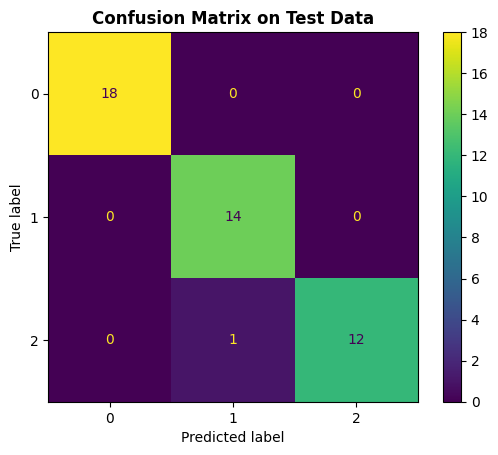 Confusion Matrix on Test Data
True label
0 18 0 0
1 0 14 0
2 0 1 12
0 1 2
Predicted label
18
16
14
12
10
8
6
4
2
0